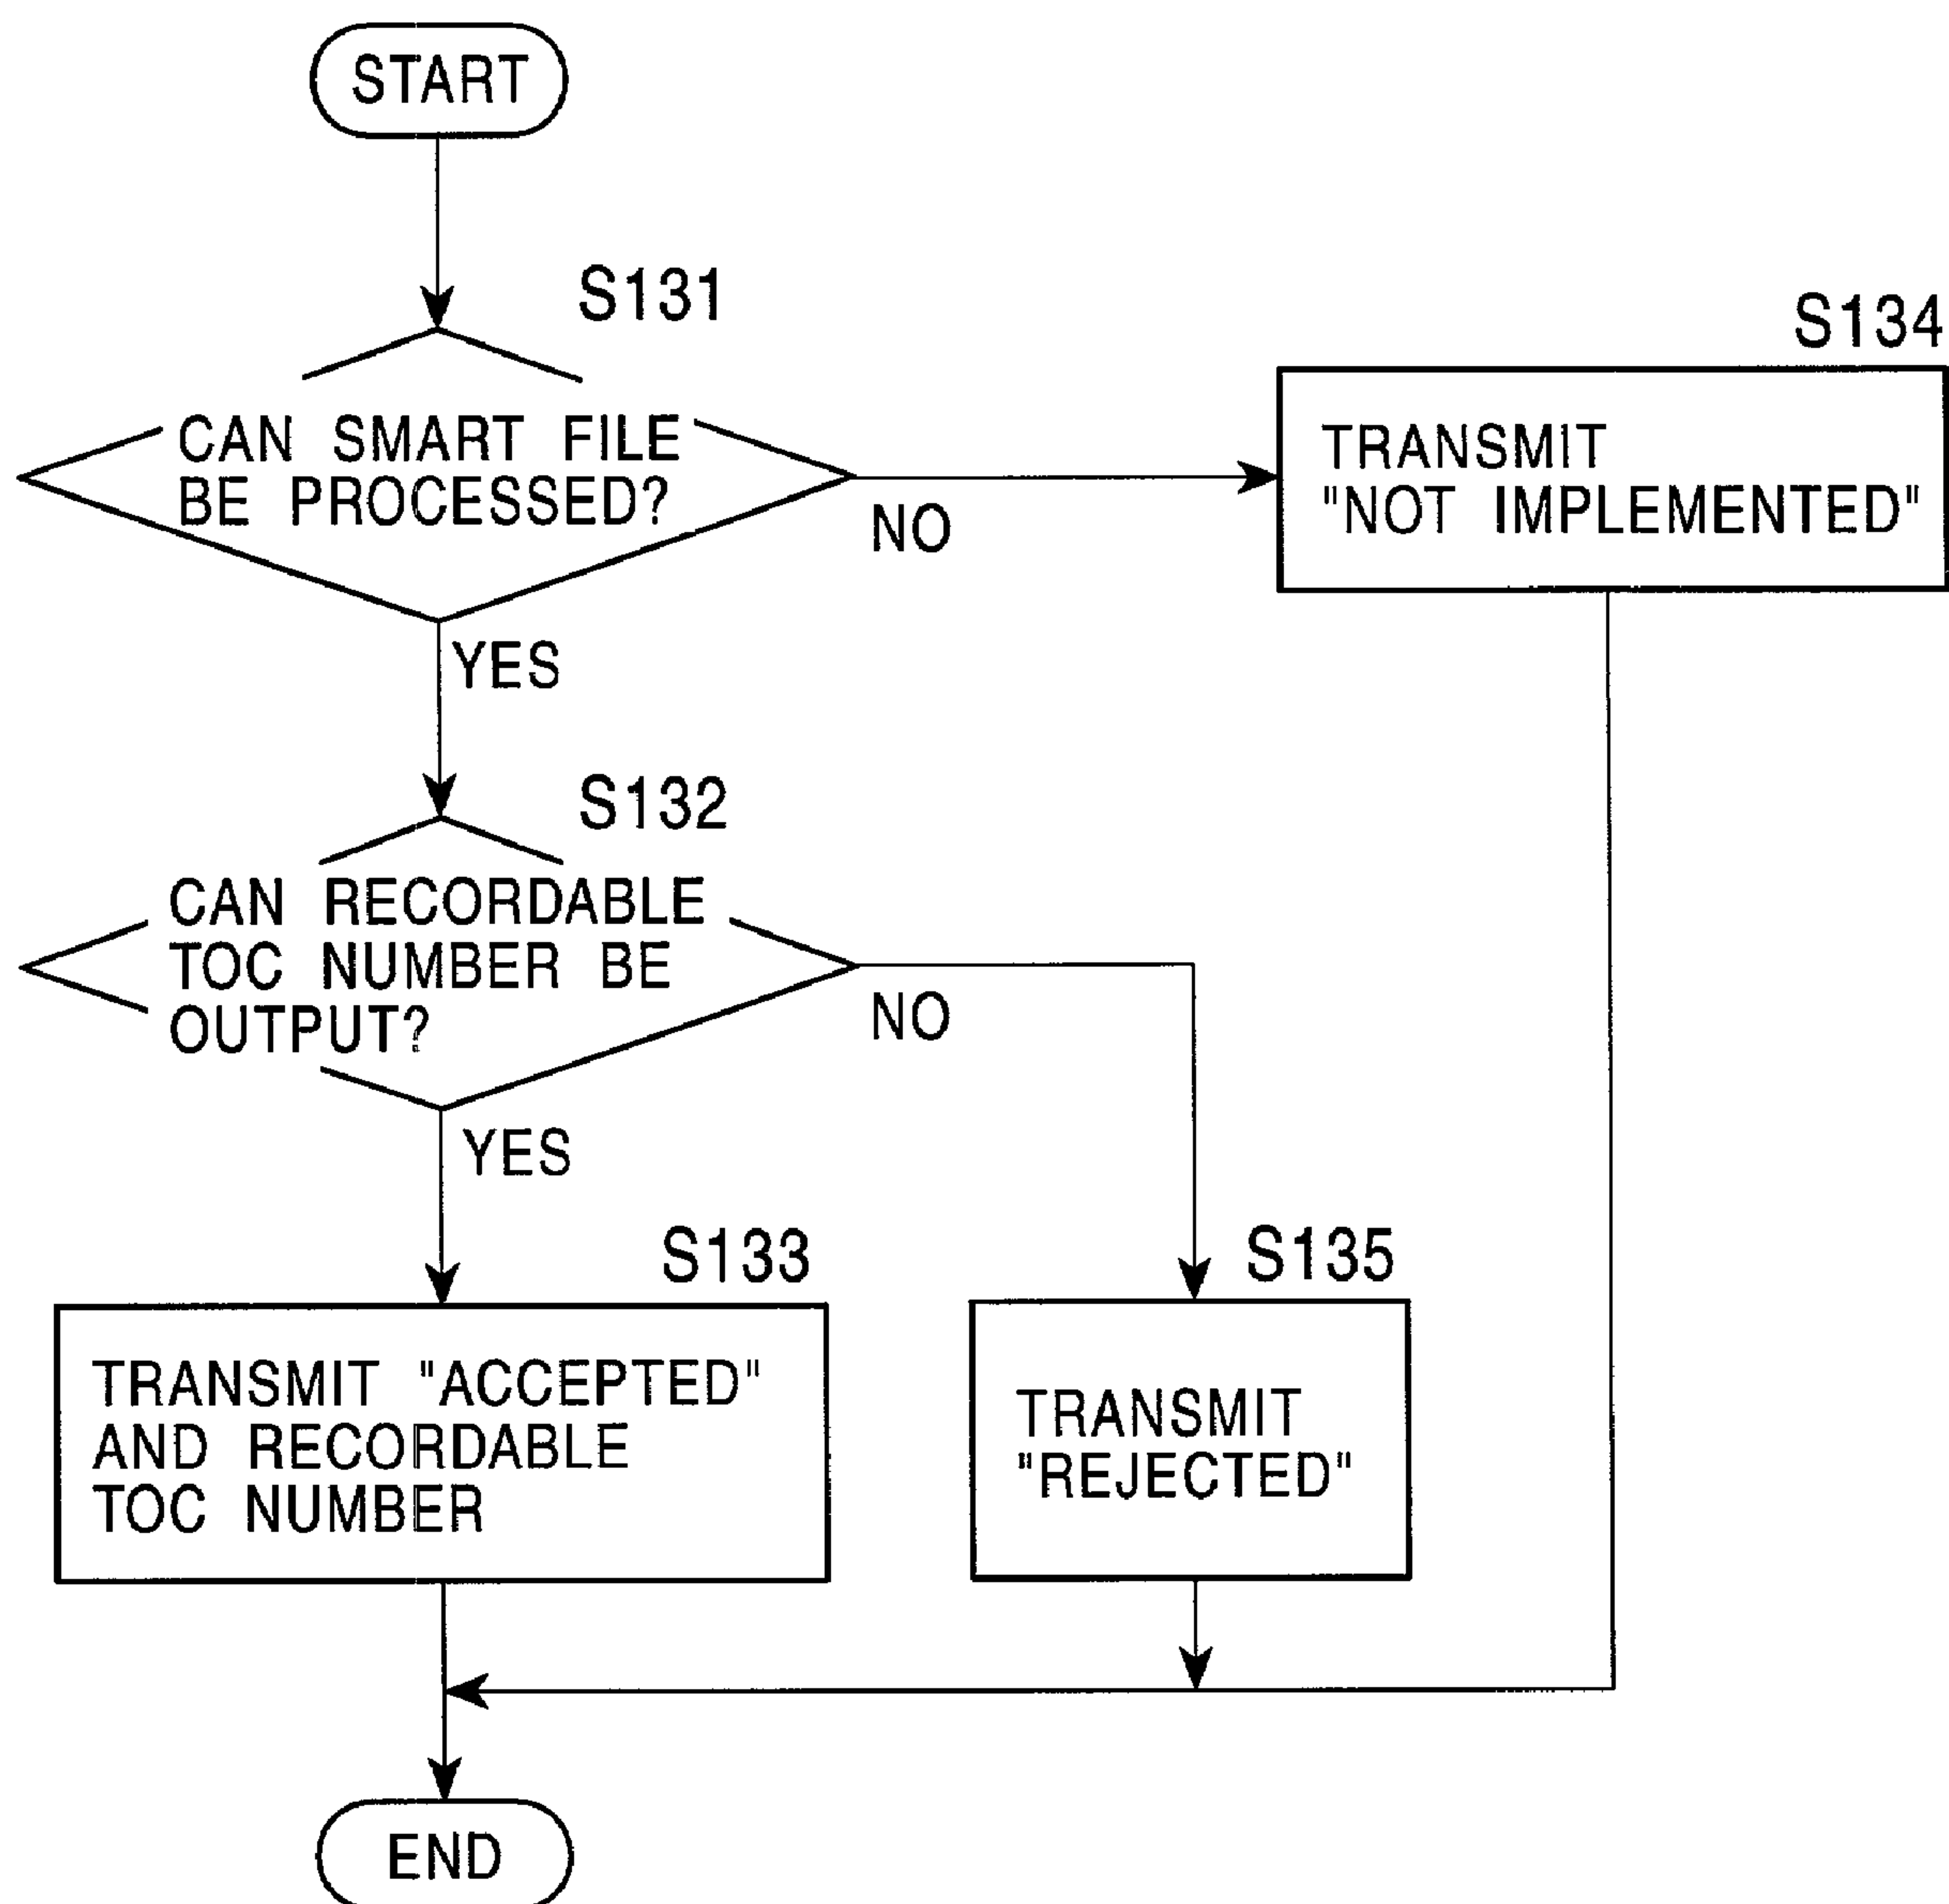 START
S131
CAN SMART FILE
BE PROCESSED?
NO
S134
TRANSMIT
"NOT IMPLEMENTED"
YES
S132
CAN RECORDABLE
TOC NUMBER BE
OUTPUT?
NO
YES
S133
TRANSMIT "ACCEPTED"
AND RECORDABLE
TOC NUMBER
S135
TRANSMIT
"REJECTED"
END